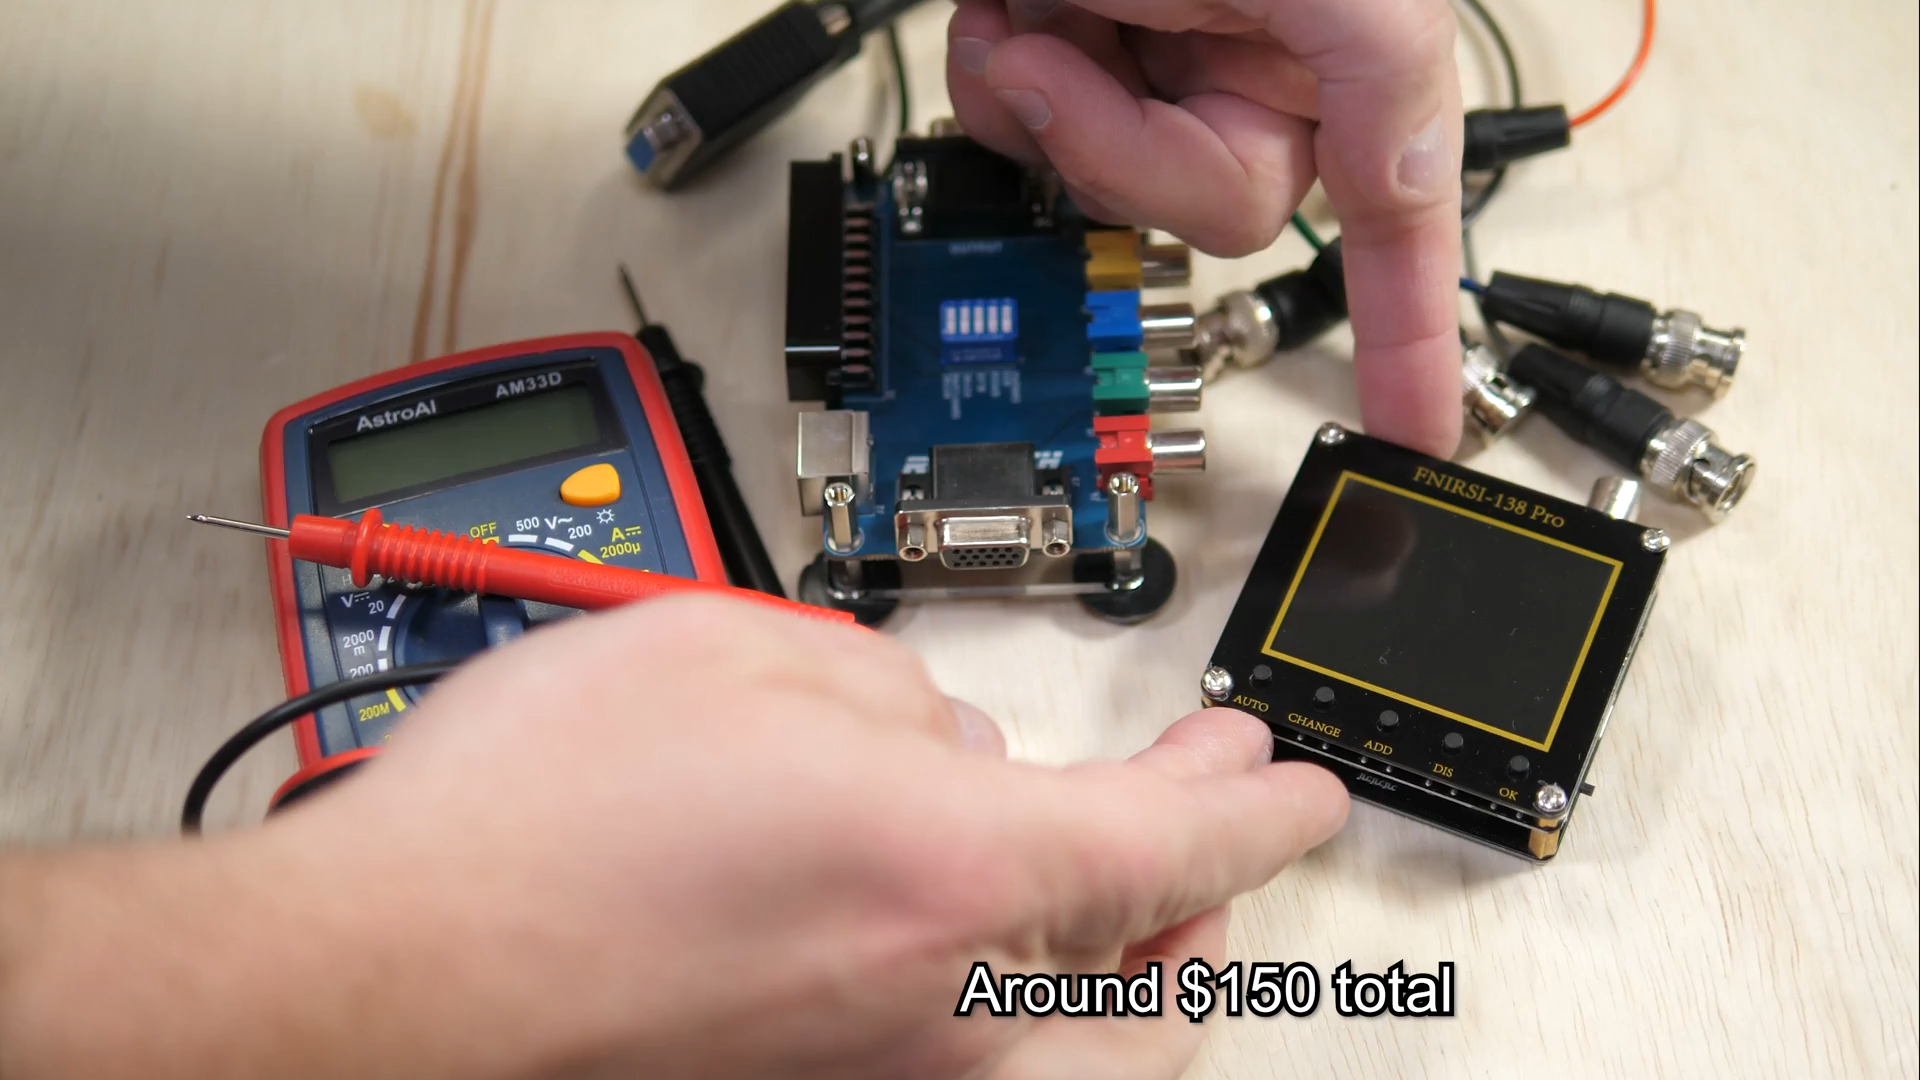 AstroAI AM33D
OFF
500 V~
200
A
2000µ
V
20
2000
m
200
200M
OUTPUT
FNIRSI-138 Pro
AUTO
CHANGE
ADD
DIS
OK
Around $150 total